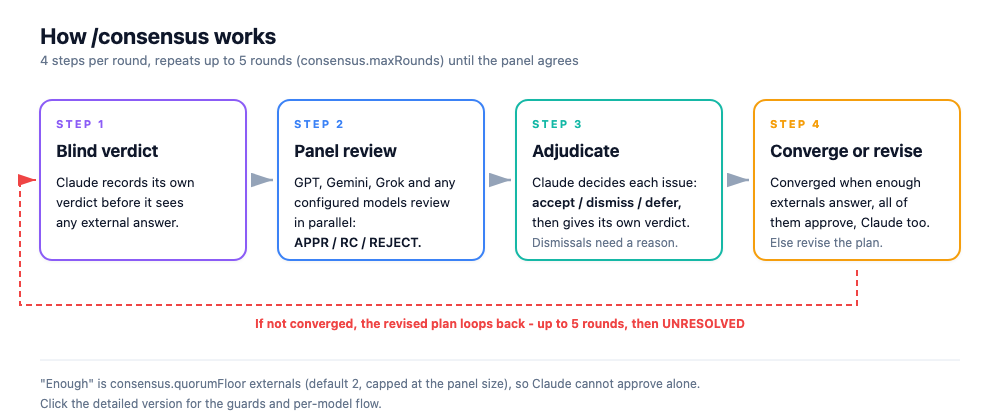 How /consensus works
4 steps per round, repeats up to 5 rounds (consensus.maxRounds) until the panel agrees
STEP 1
Blind verdict
Claude records its own
verdict before it sees
any external answer.
STEP 2
Panel review
GPT, Gemini, Grok and any
configured models review
in parallel:
APPR / RC / REJECT.
STEP 3
Adjudicate
Claude decides each issue:
accept / dismiss / defer,
then gives its own verdict.
Dismissals need a reason.
STEP 4
Converge or revise
Converged when enough
externals answer, all of
them approve, Claude too.
Else revise the plan.
If not converged, the revised plan loops back - up to 5 rounds, then UNRESOLVED
"Enough" is consensus.quorumFloor externals (default 2, capped at the panel size), so Claude cannot approve alone.
Click the detailed version for the guards and per-model flow.